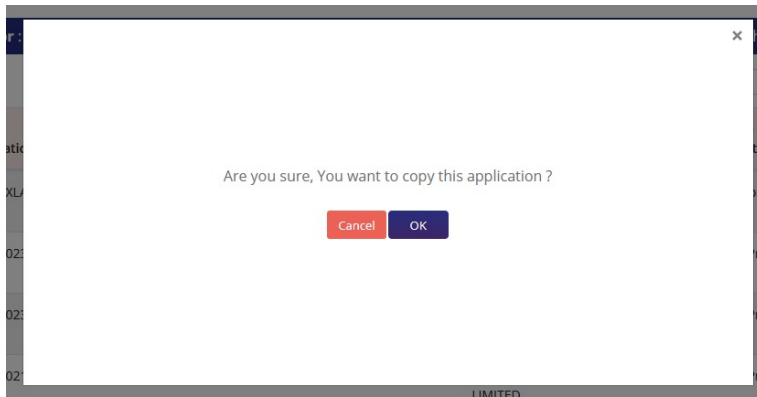 r :
×
Are you sure, You want to copy this application ?
Cancel OK
LIMITED